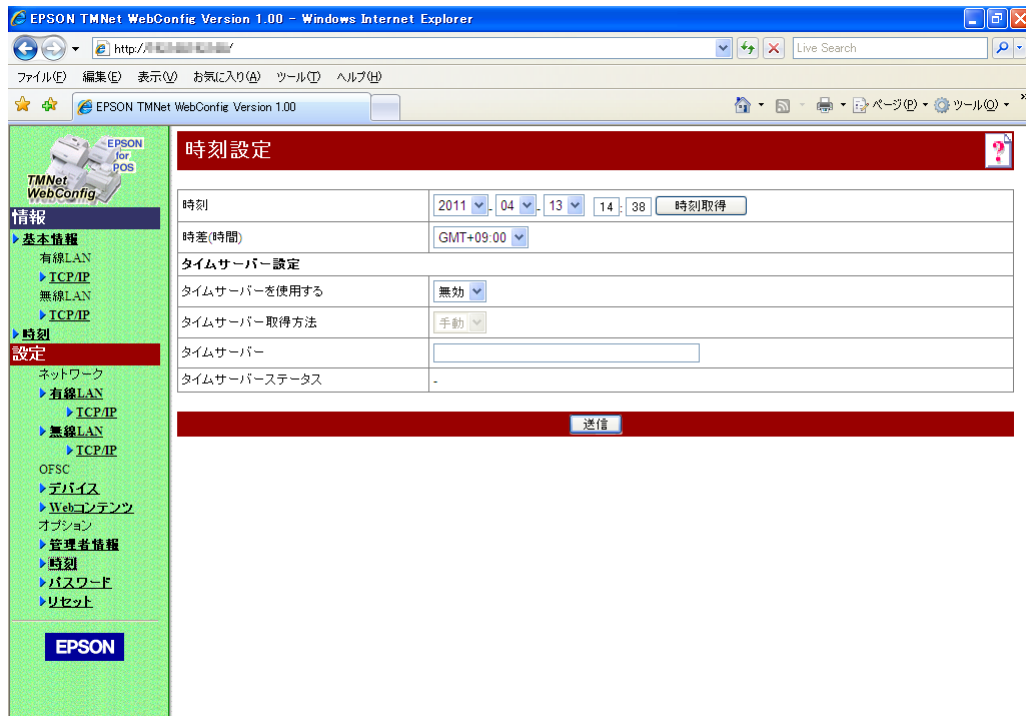 EPSON TMNet WebConfig Version 1.00 - Windows Internet Explorer
http://
Live Search
ファイル(F) 編集(E) 表示(V) お気に入り(A) ツール(T) ヘルプ(H)
EPSON TMNet WebConfig Version 1.00
ページ(P) ツール(O)
EPSON
for
POS
TMNet
WebConfig
情報
基本情報
有線LAN
TCP/IP
無線LAN
TCP/IP
時刻
設定
ネットワーク
有線LAN
TCP/IP
無線LAN
TCP/IP
OFSC
デバイス
Webコンテンツ
オプション
管理者情報
時刻
パスワード
リセット
EPSON
時刻設定
?
時刻 2011 . 04 . 13 14 : 38 時刻取得
時差(時間) GMT+09:00
タイムサーバー設定
タイムサーバーを使用する 無効
タイムサーバー取得方法 手動
タイムサーバー
タイムサーバーステータス -
送信